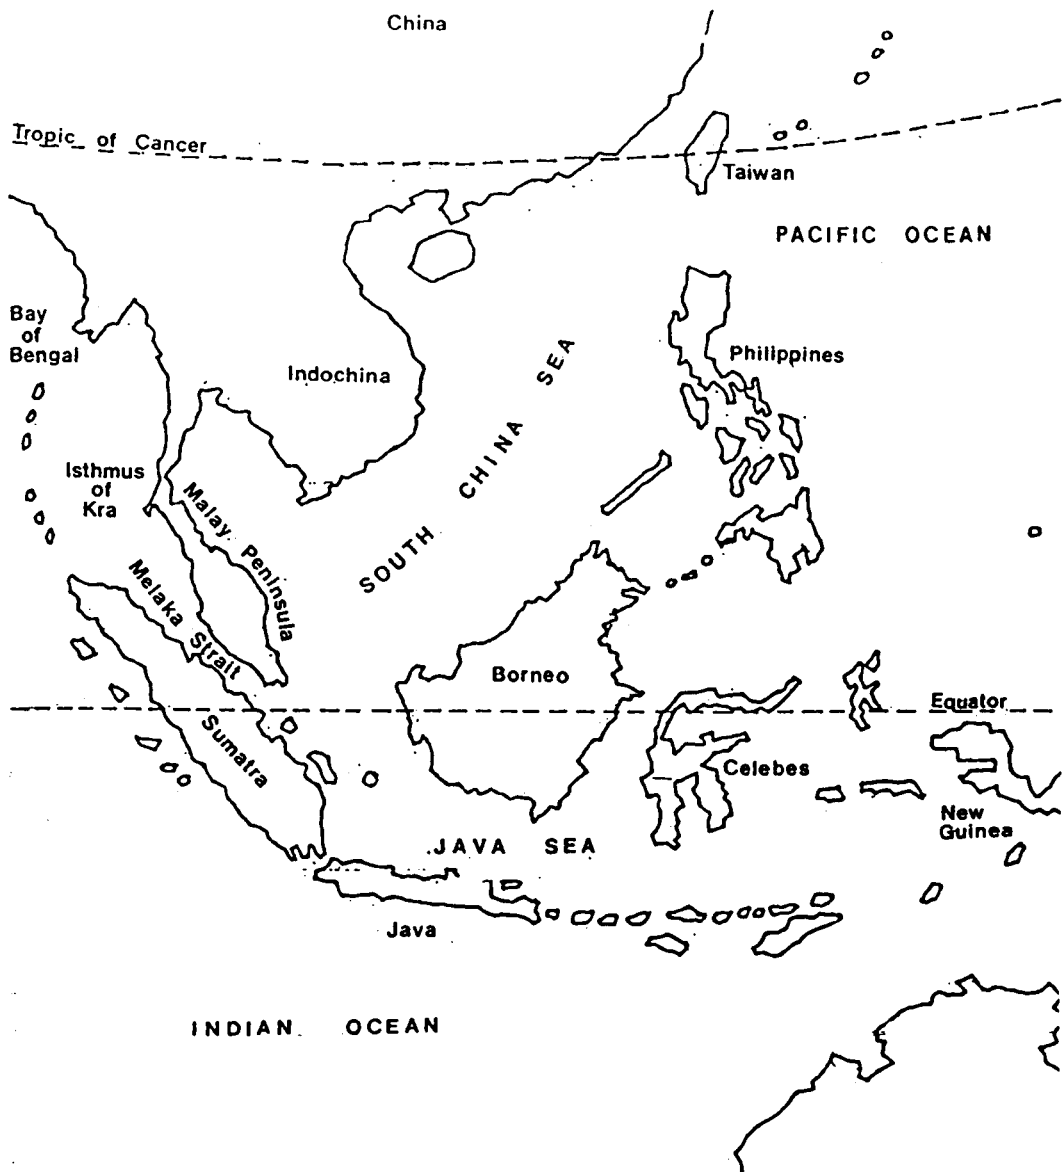 China
Tropic of Cancer
Taiwan
PACIFIC OCEAN
Bay
of
Bengal
Indochina
Philippines
SOUTH CHINA SEA
Isthmus
of
Kra
Malay Peninsula
Melaka Strait
Borneo
Equator
Sumatra
Celebes
New
Guinea
JAVA SEA
Java
INDIAN OCEAN